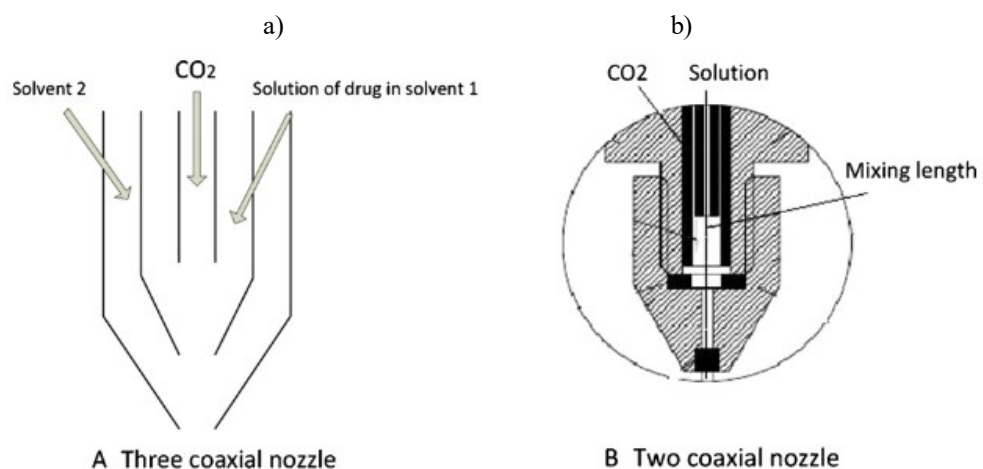 a)
b)
CO2
Solvent 2
Solution of drug in solvent 1
A Three coaxial nozzle
CO2
Solution
Mixing length
B Two coaxial nozzle